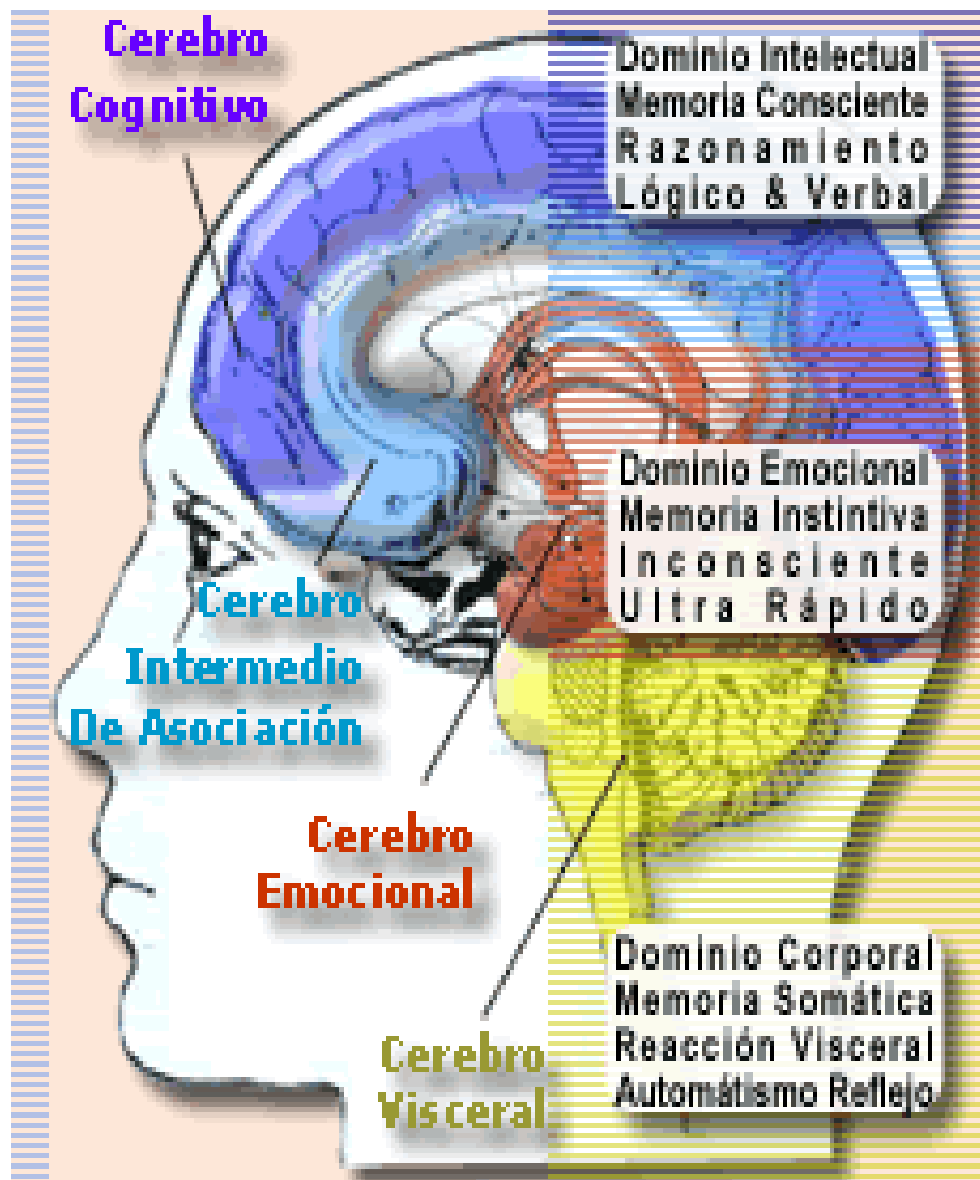 Cerebro
Cognitivo
Dominio Intelectual
Memoria Consciente
Razonamiento
Lógico & Verbal
Dominio Emocional
Memoria Instintiva
Inconsciente
Ultra Rápido
Cerebro
Intermedio
De Asociación
Cerebro
Emocional
Dominio Corporal
Memoria Somática
Reacción Visceral
Automátismo Reflejo
Cerebro
Visceral